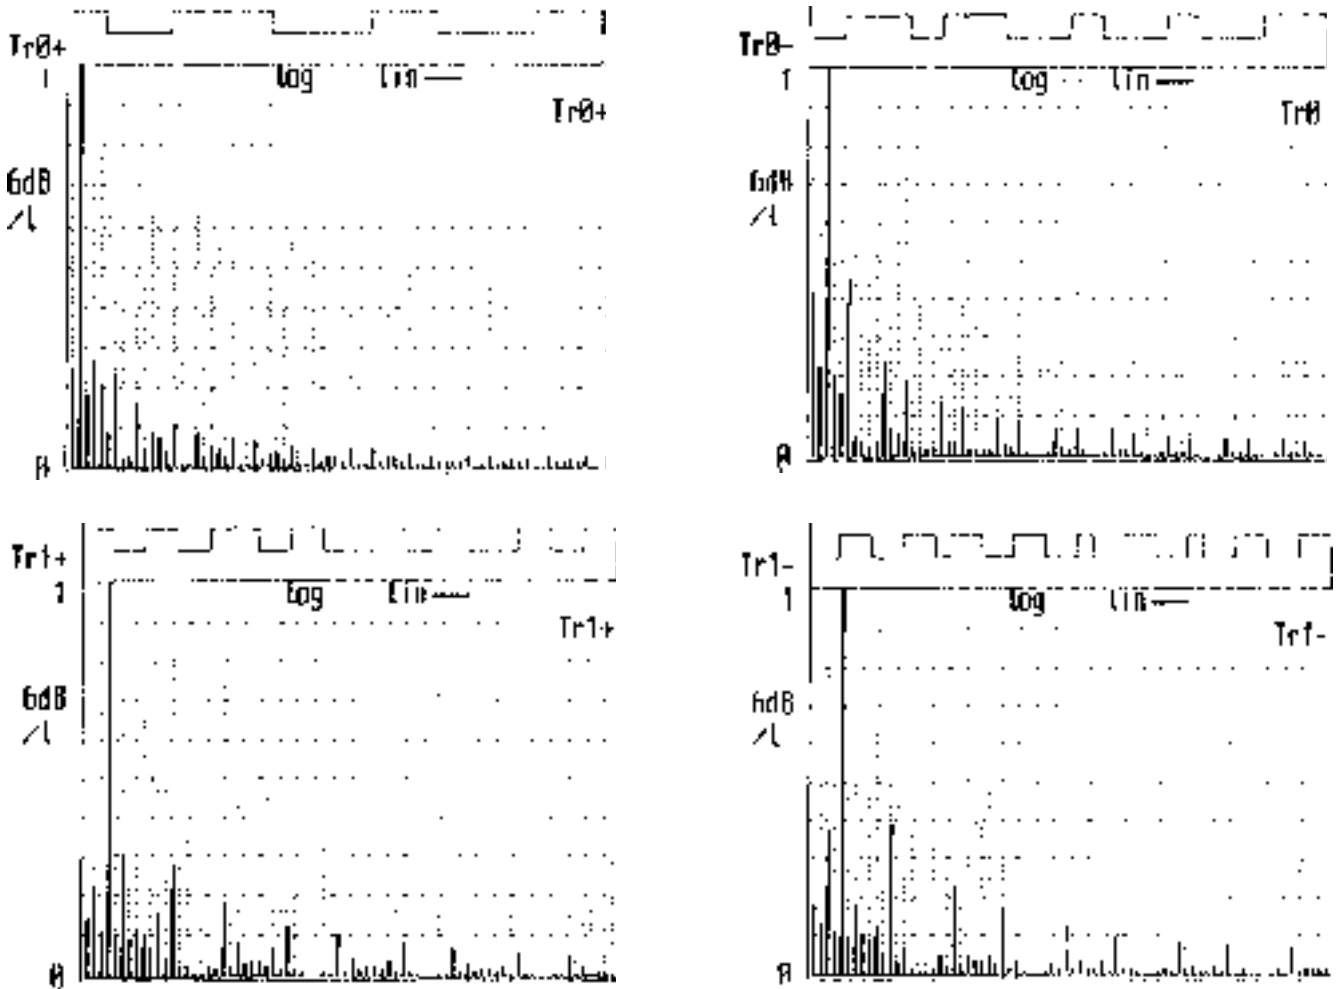 Tr0+
1
log lin
Tr0+
6dB
/l
0
Tr0-
1
log lin
Tr0
6dB
/l
0
Tr1+
1
log lin
Tr1+
6dB
/l
0
Tr1-
1
log lin
Tr1-
6dB
/l
0